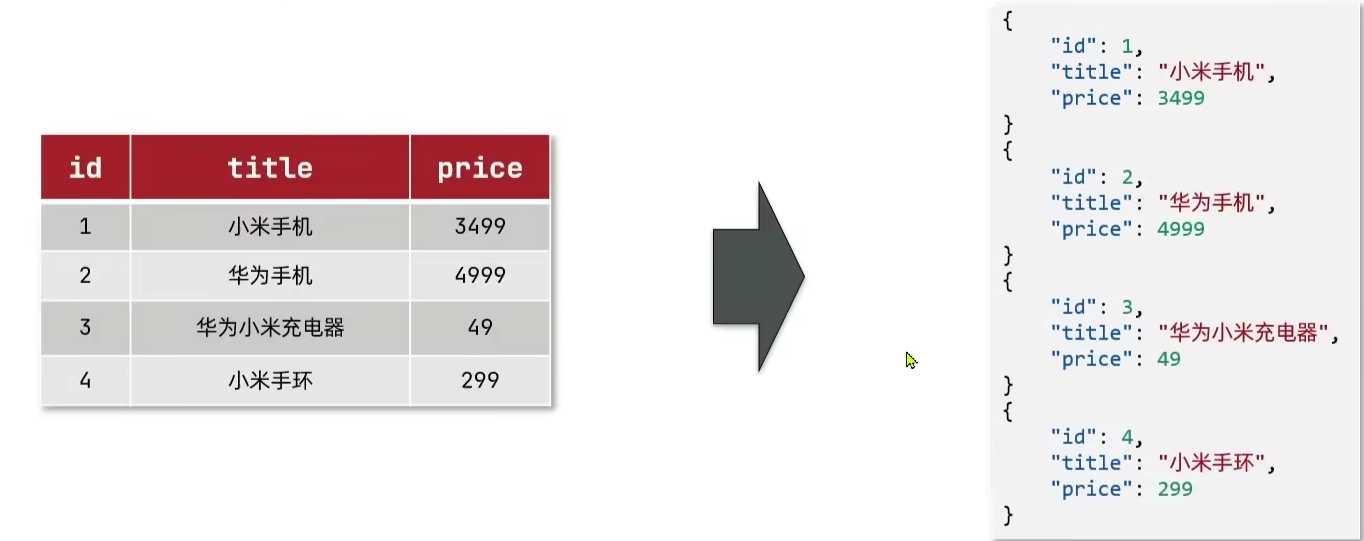 id title price
1 小米手机 3499
2 华为手机 4999
3 华为小米充电器 49
4 小米手环 299
{
"id": 1,
"title": "小米手机",
"price": 3499
}
{
"id": 2,
"title": "华为手机",
"price": 4999
}
{
"id": 3,
"title": "华为小米充电器",
"price": 49
}
{
"id": 4,
"title": "小米手环",
"price": 299
}